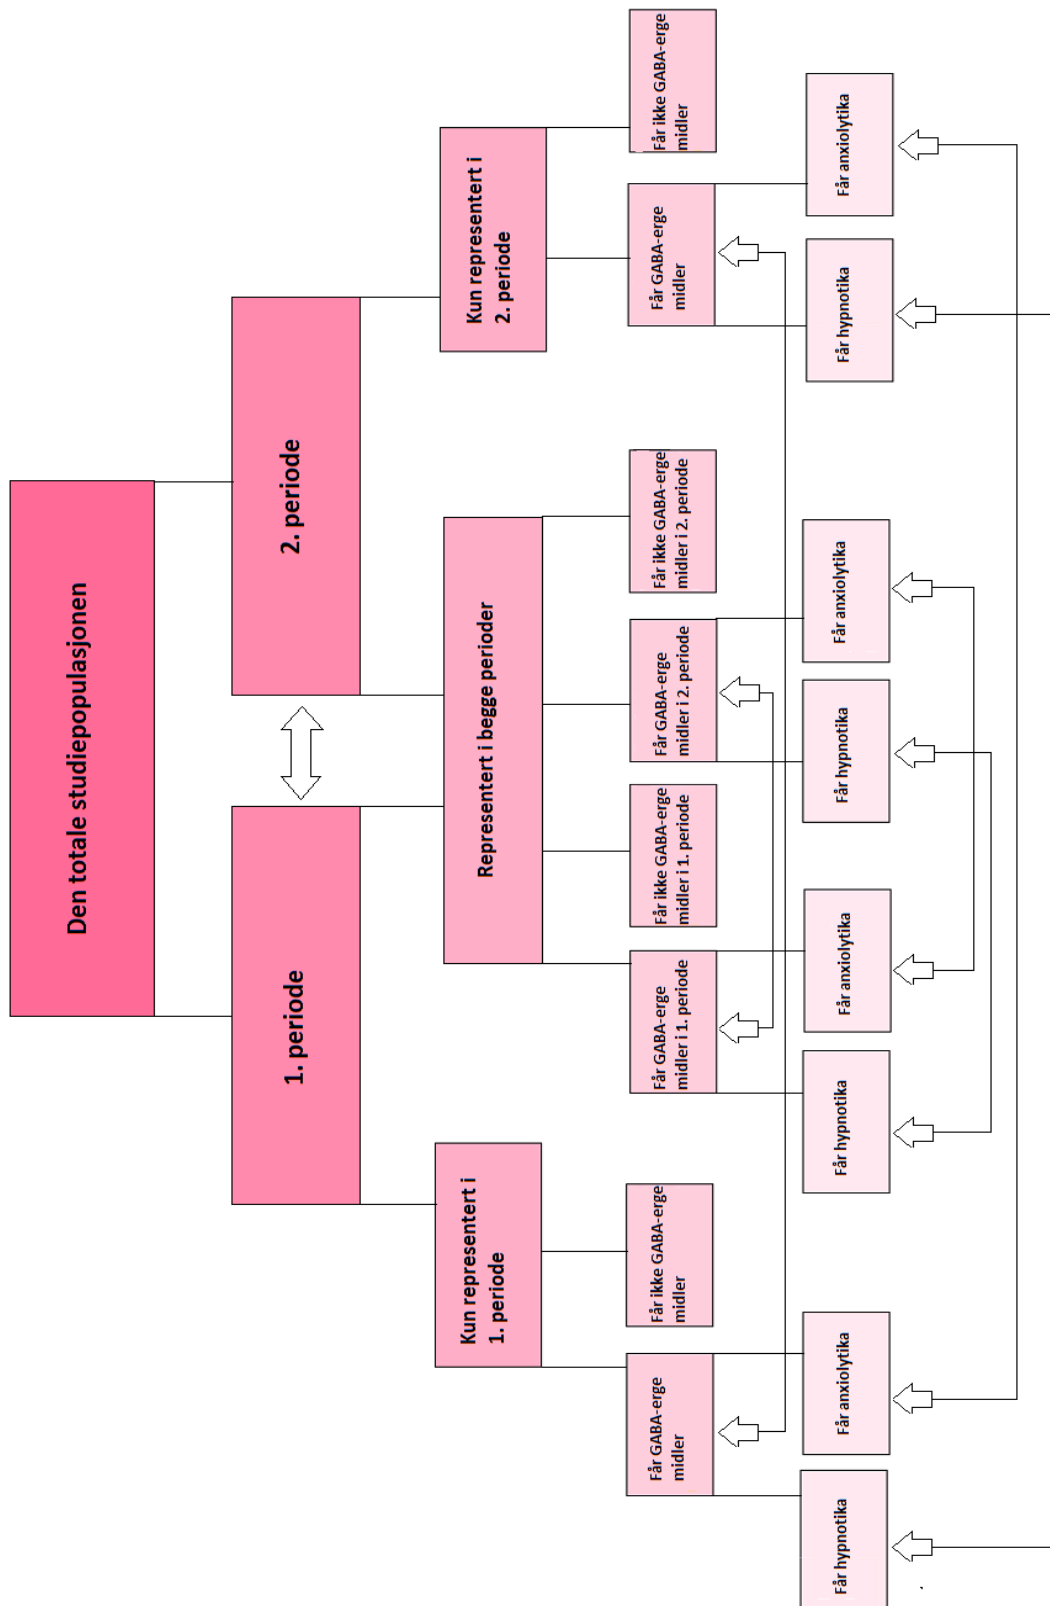 Den totale studiepopulasjonen
1. periode
2. periode
Kun representert i
1. periode
Representert i begge perioder
Kun representert i
2. periode
Får GABA-erge
midler
Får ikke GABA-erge
midler
Får GABA-erge
midler i 1. periode
Får ikke GABA-erge
midler i 1. periode
Får GABA-erge
midler i 2. periode
Får ikke GABA-erge
midler i 2. periode
Får GABA-erge
midler
Får ikke GABA-erge
midler
Får hypnotika
Får anxiolytika
Får hypnotika
Får anxiolytika
Får hypnotika
Får anxiolytika
Får hypnotika
Får anxiolytika